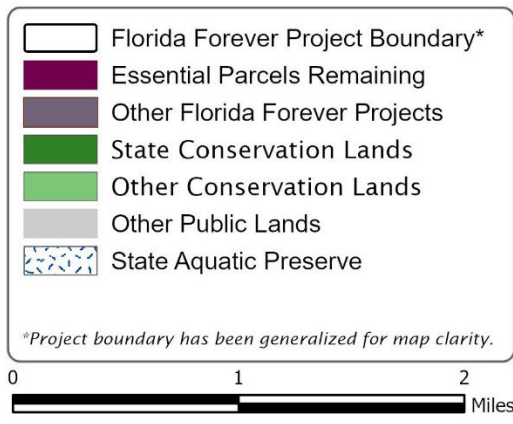 Florida Forever Project Boundary*
Essential Parcels Remaining
Other Florida Forever Projects
State Conservation Lands
Other Conservation Lands
Other Public Lands
State Aquatic Preserve
*Project boundary has been generalized for map clarity.
0 1 2
Miles